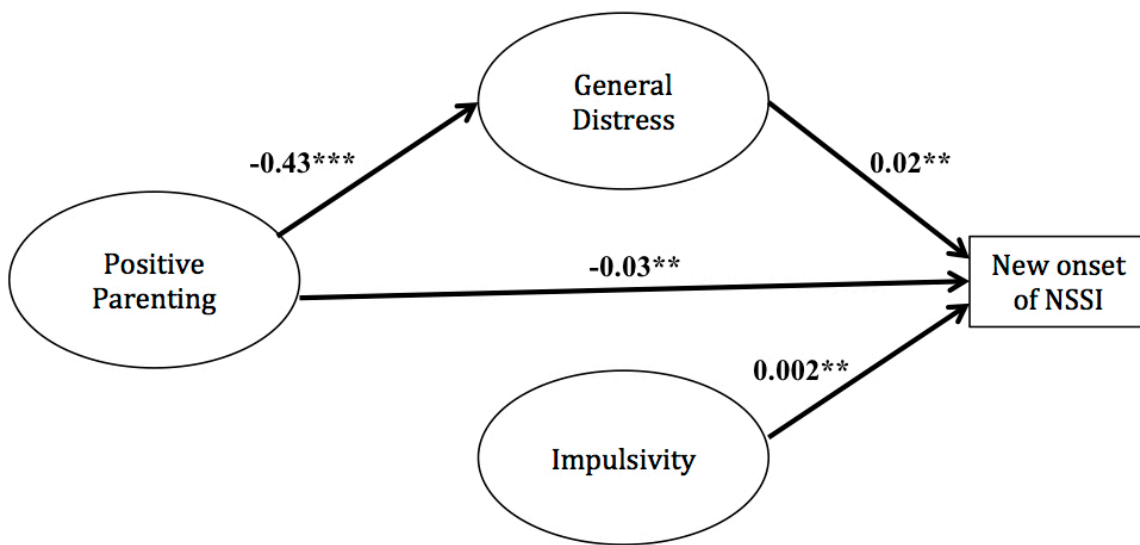 General
Distress
-0.43***
0.02**
Positive
Parenting
-0.03**
New onset
of NSSI
0.002**
Impulsivity